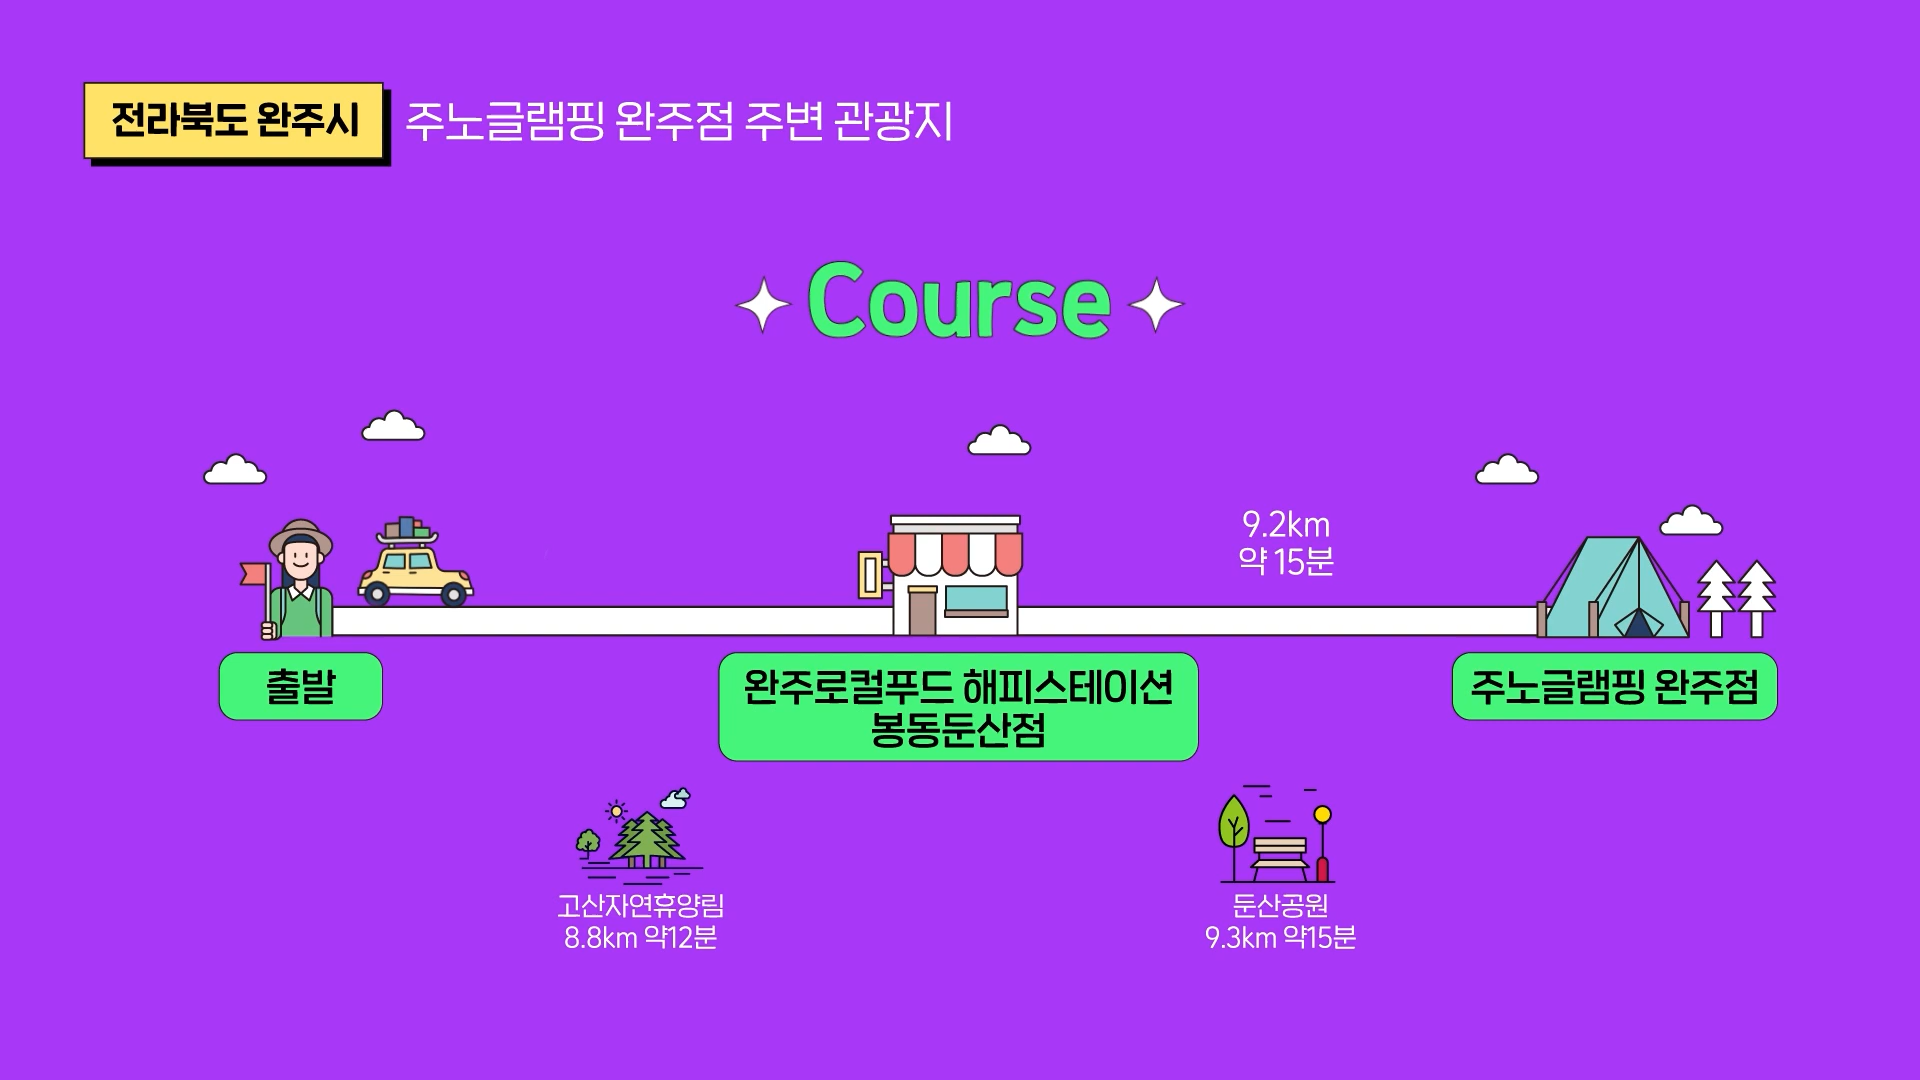 전라북도 완주시 주노글램핑 완주점 주변 관광지
Course
9.2km
약 15분
출발
완주로컬푸드 해피스테이션
봉동둔산점
주노글램핑 완주점
고산자연휴양림
8.8km 약12분
둔산공원
9.3km 약15분